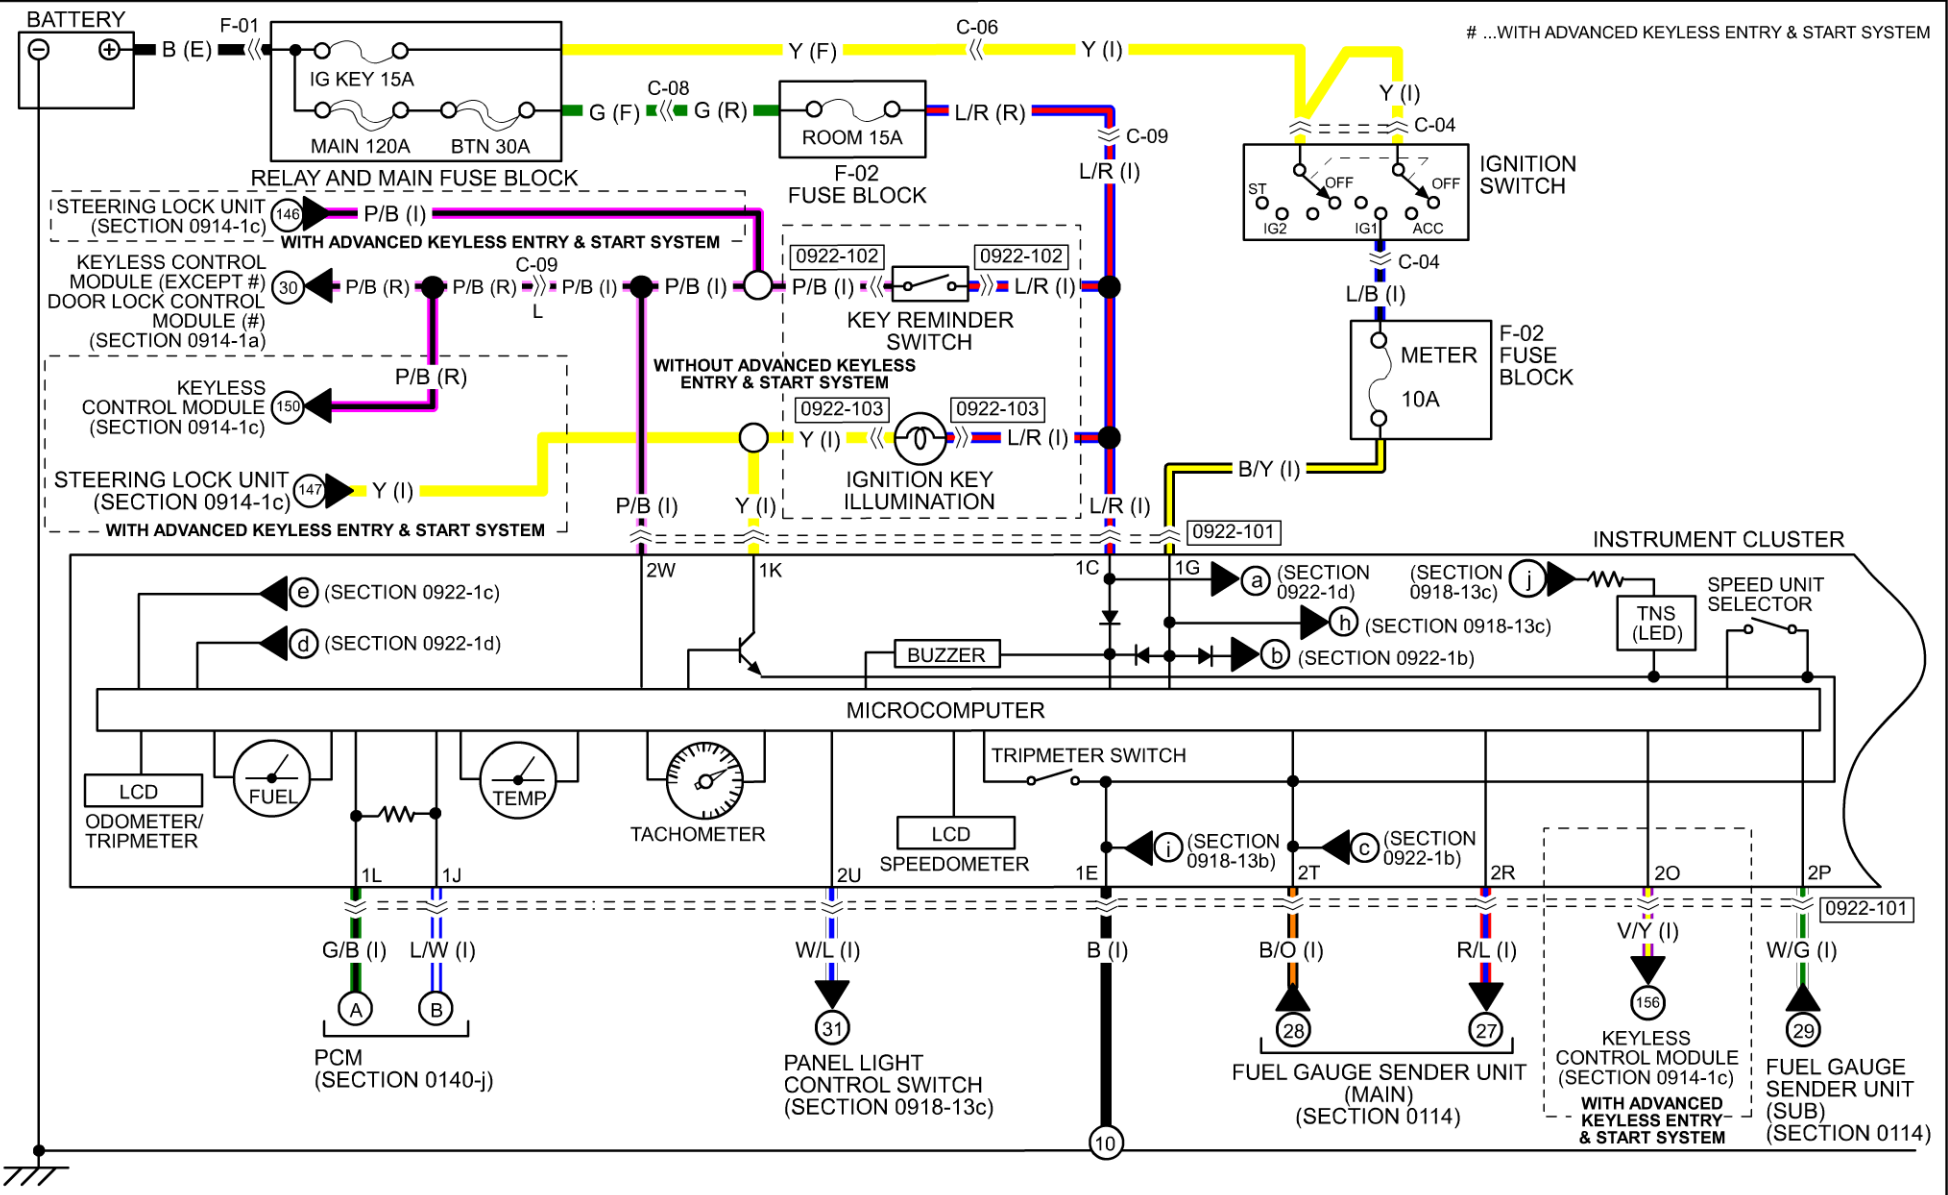 BATTERY
F-01
B (E)
IG KEY 15A
MAIN 120A
BTN 30A
RELAY AND MAIN FUSE BLOCK
Y (F)
C-06
Y (I)
# ...WITH ADVANCED KEYLESS ENTRY & START SYSTEM
G (F)
C-08
G (R)
ROOM 15A
F-02
FUSE BLOCK
L/R (R)
C-09
L/R (I)
Y (I)
C-04
IGNITION
SWITCH
ST
OFF
OFF
IG2
IG1
ACC
C-04
L/B (I)
METER
10A
F-02
FUSE
BLOCK
B/Y (I)
STEERING LOCK UNIT
(SECTION 0914-1c)
146
P/B (I)
WITH ADVANCED KEYLESS ENTRY & START SYSTEM
KEYLESS CONTROL
MODULE (EXCEPT #)
DOOR LOCK CONTROL
MODULE (#)
(SECTION 0914-1a)
30
P/B (R)
P/B (R)
C-09
L
P/B (I)
P/B (I)
0922-102
0922-102
P/B (I)
L/R (I)
KEY REMINDER
SWITCH
WITHOUT ADVANCED KEYLESS
ENTRY & START SYSTEM
P/B (R)
KEYLESS
CONTROL MODULE
(SECTION 0914-1c)
150
0922-103
0922-103
Y (I)
L/R (I)
IGNITION KEY
ILLUMINATION
STEERING LOCK UNIT
(SECTION 0914-1c)
147
Y (I)
WITH ADVANCED KEYLESS ENTRY & START SYSTEM
P/B (I)
Y (I)
L/R (I)
0922-101
INSTRUMENT CLUSTER
2W
1K
1C
1G
e
(SECTION 0922-1c)
d
(SECTION 0922-1d)
a
(SECTION
0922-1d)
h
(SECTION 0918-13c)
b
(SECTION 0922-1b)
(SECTION
0918-13c)
j
TNS
(LED)
SPEED UNIT
SELECTOR
BUZZER
MICROCOMPUTER
LCD
ODOMETER/
TRIPMETER
FUEL
TEMP
TACHOMETER
LCD
SPEEDOMETER
TRIPMETER SWITCH
i
(SECTION
0918-13b)
c
(SECTION
0922-1b)
1L
1J
2U
1E
2T
2R
2O
2P
0922-101
G/B (I)
L/W (I)
W/L (I)
B (I)
B/O (I)
R/L (I)
V/Y (I)
W/G (I)
A
B
PCM
(SECTION 0140-j)
31
PANEL LIGHT
CONTROL SWITCH
(SECTION 0918-13c)
10
28
27
FUEL GAUGE SENDER UNIT
(MAIN)
(SECTION 0114)
156
KEYLESS
CONTROL MODULE
(SECTION 0914-1c)
WITH ADVANCED
KEYLESS ENTRY
& START SYSTEM
29
FUEL GAUGE
SENDER UNIT
(SUB)
(SECTION 0114)